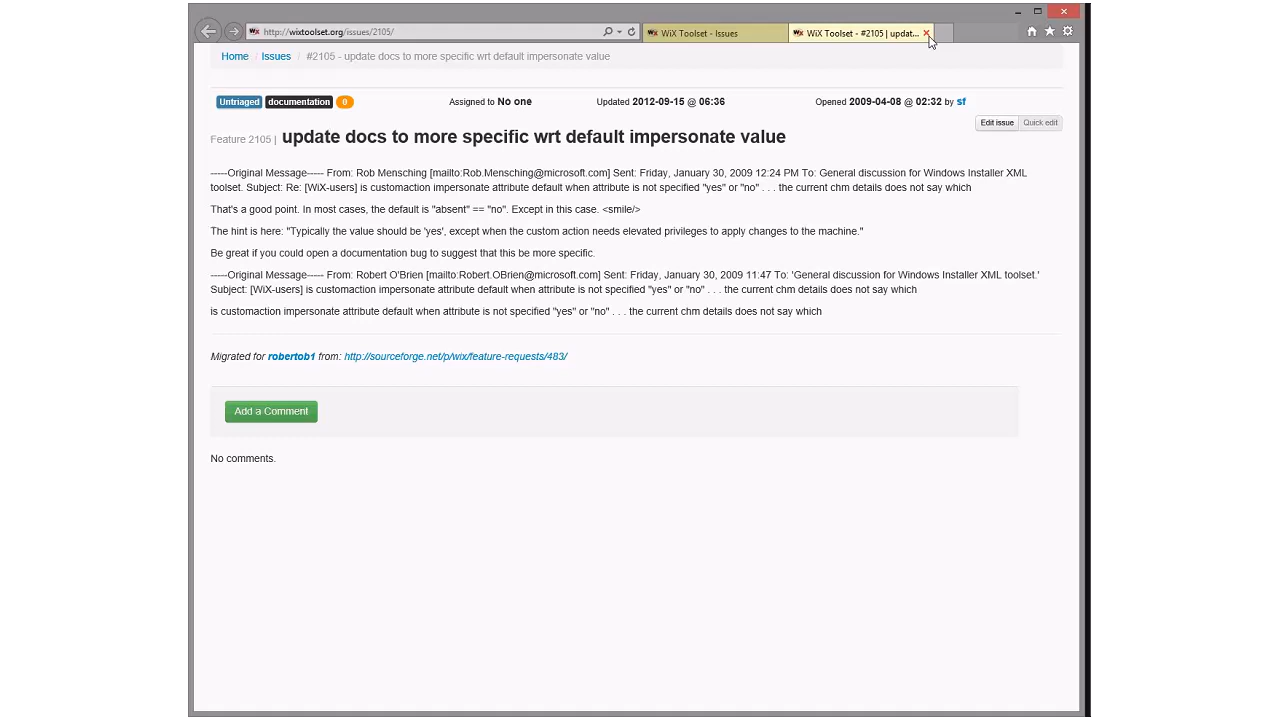 http://wixtoolset.org/issues/2105/
WiX Toolset - Issues
WiX Toolset - #2105 | updat...
Home / Issues / #2105 - update docs to more specific wrt default impersonate value
Untriaged documentation 0 Assigned to No one Updated 2012-09-15 @ 06:36 Opened 2009-04-08 @ 02:32 by sf
Edit issue Quick edit
Feature 2105 | update docs to more specific wrt default impersonate value
-----Original Message----- From: Rob Mensching [mailto:Rob.Mensching@microsoft.com] Sent: Friday, January 30, 2009 12:24 PM To: General discussion for Windows Installer XML
toolset. Subject: Re: [WiX-users] is customaction impersonate attribute default when attribute is not specified "yes" or "no" . . . the current chm details does not say which
That's a good point. In most cases, the default is "absent" == "no". Except in this case. <smile/>
The hint is here: "Typically the value should be 'yes', except when the custom action needs elevated privileges to apply changes to the machine."
Be great if you could open a documentation bug to suggest that this be more specific.
-----Original Message----- From: Robert O'Brien [mailto:Robert.OBrien@microsoft.com] Sent: Friday, January 30, 2009 11:47 To: 'General discussion for Windows Installer XML toolset.'
Subject: [WiX-users] is customaction impersonate attribute default when attribute is not specified "yes" or "no" . . . the current chm details does not say which
is customaction impersonate attribute default when attribute is not specified "yes" or "no" . . . the current chm details does not say which
Migrated for robertob1 from: http://sourceforge.net/p/wix/feature-requests/483/
Add a Comment
No comments.